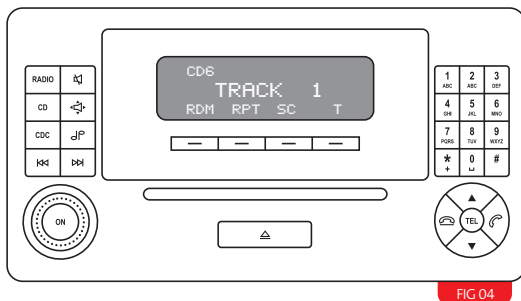 CD6
TRACK 1
RDM RPT SC T
RADIO
CD
CDC
ON
1 2 3
ABC ABC DEF
4 5 6
GHI JKL MNO
7 8 9
PQRS TUV WXYZ
* 0 #
+
TEL
FIG 04